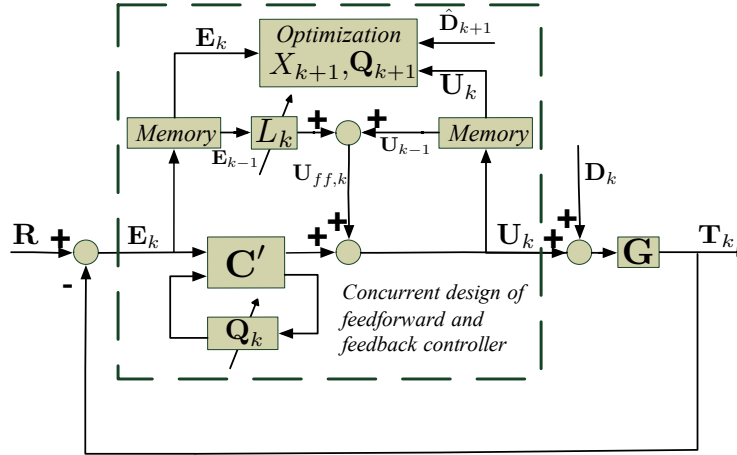 E_k
Optimization
X_{k+1}, Q_{k+1}
D̂_{k+1}
U_k
Memory
E_{k−1}
L_k
+
+
U_{k−1}
Memory
U_{ff,k}
D_k
R
+
-
E_k
C′
+
+
U_k
+
+
G
T_k
Q_k
Concurrent design of
feedforward and
feedback controller